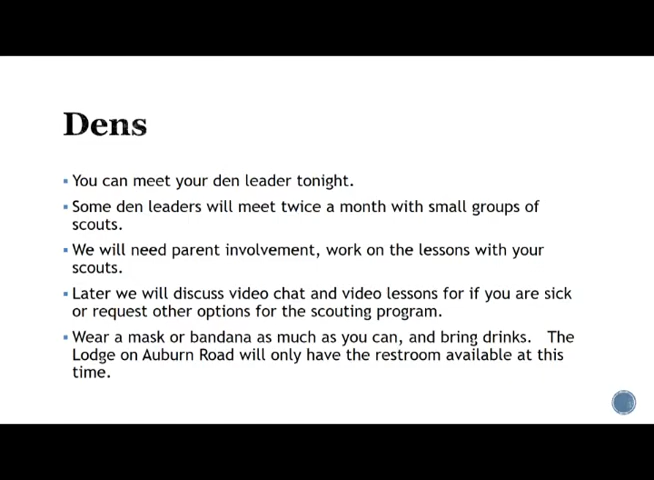 Dens
▪ You can meet your den leader tonight.
▪ Some den leaders will meet twice a month with small groups of
scouts.
▪ We will need parent involvement, work on the lessons with your
scouts.
▪ Later we will discuss video chat and video lessons for if you are sick
or request other options for the scouting program.
▪ Wear a mask or bandana as much as you can, and bring drinks.   The
Lodge on Auburn Road will only have the restroom available at this
time.